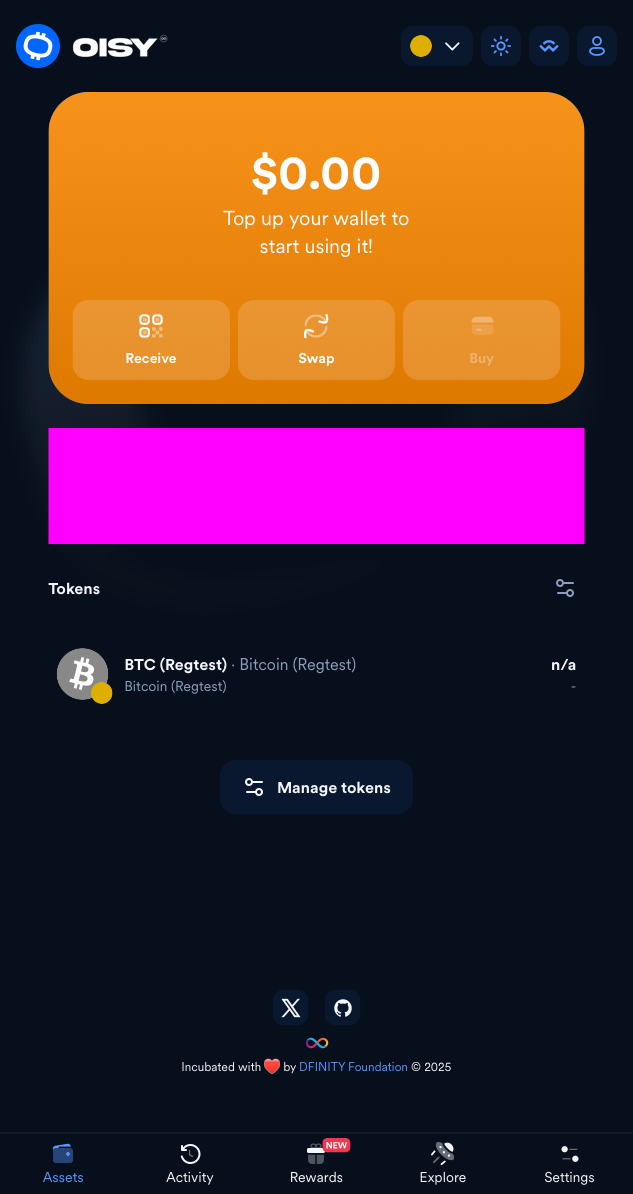 OISY
$0.00
Top up your wallet to
start using it!
Receive
Swap
Buy
Tokens
BTC (Regtest) · Bitcoin (Regtest)
n/a
Bitcoin (Regtest)
-
Manage tokens
Incubated with ❤️ by DFINITY Foundation © 2025
NEW
Assets
Activity
Rewards
Explore
Settings